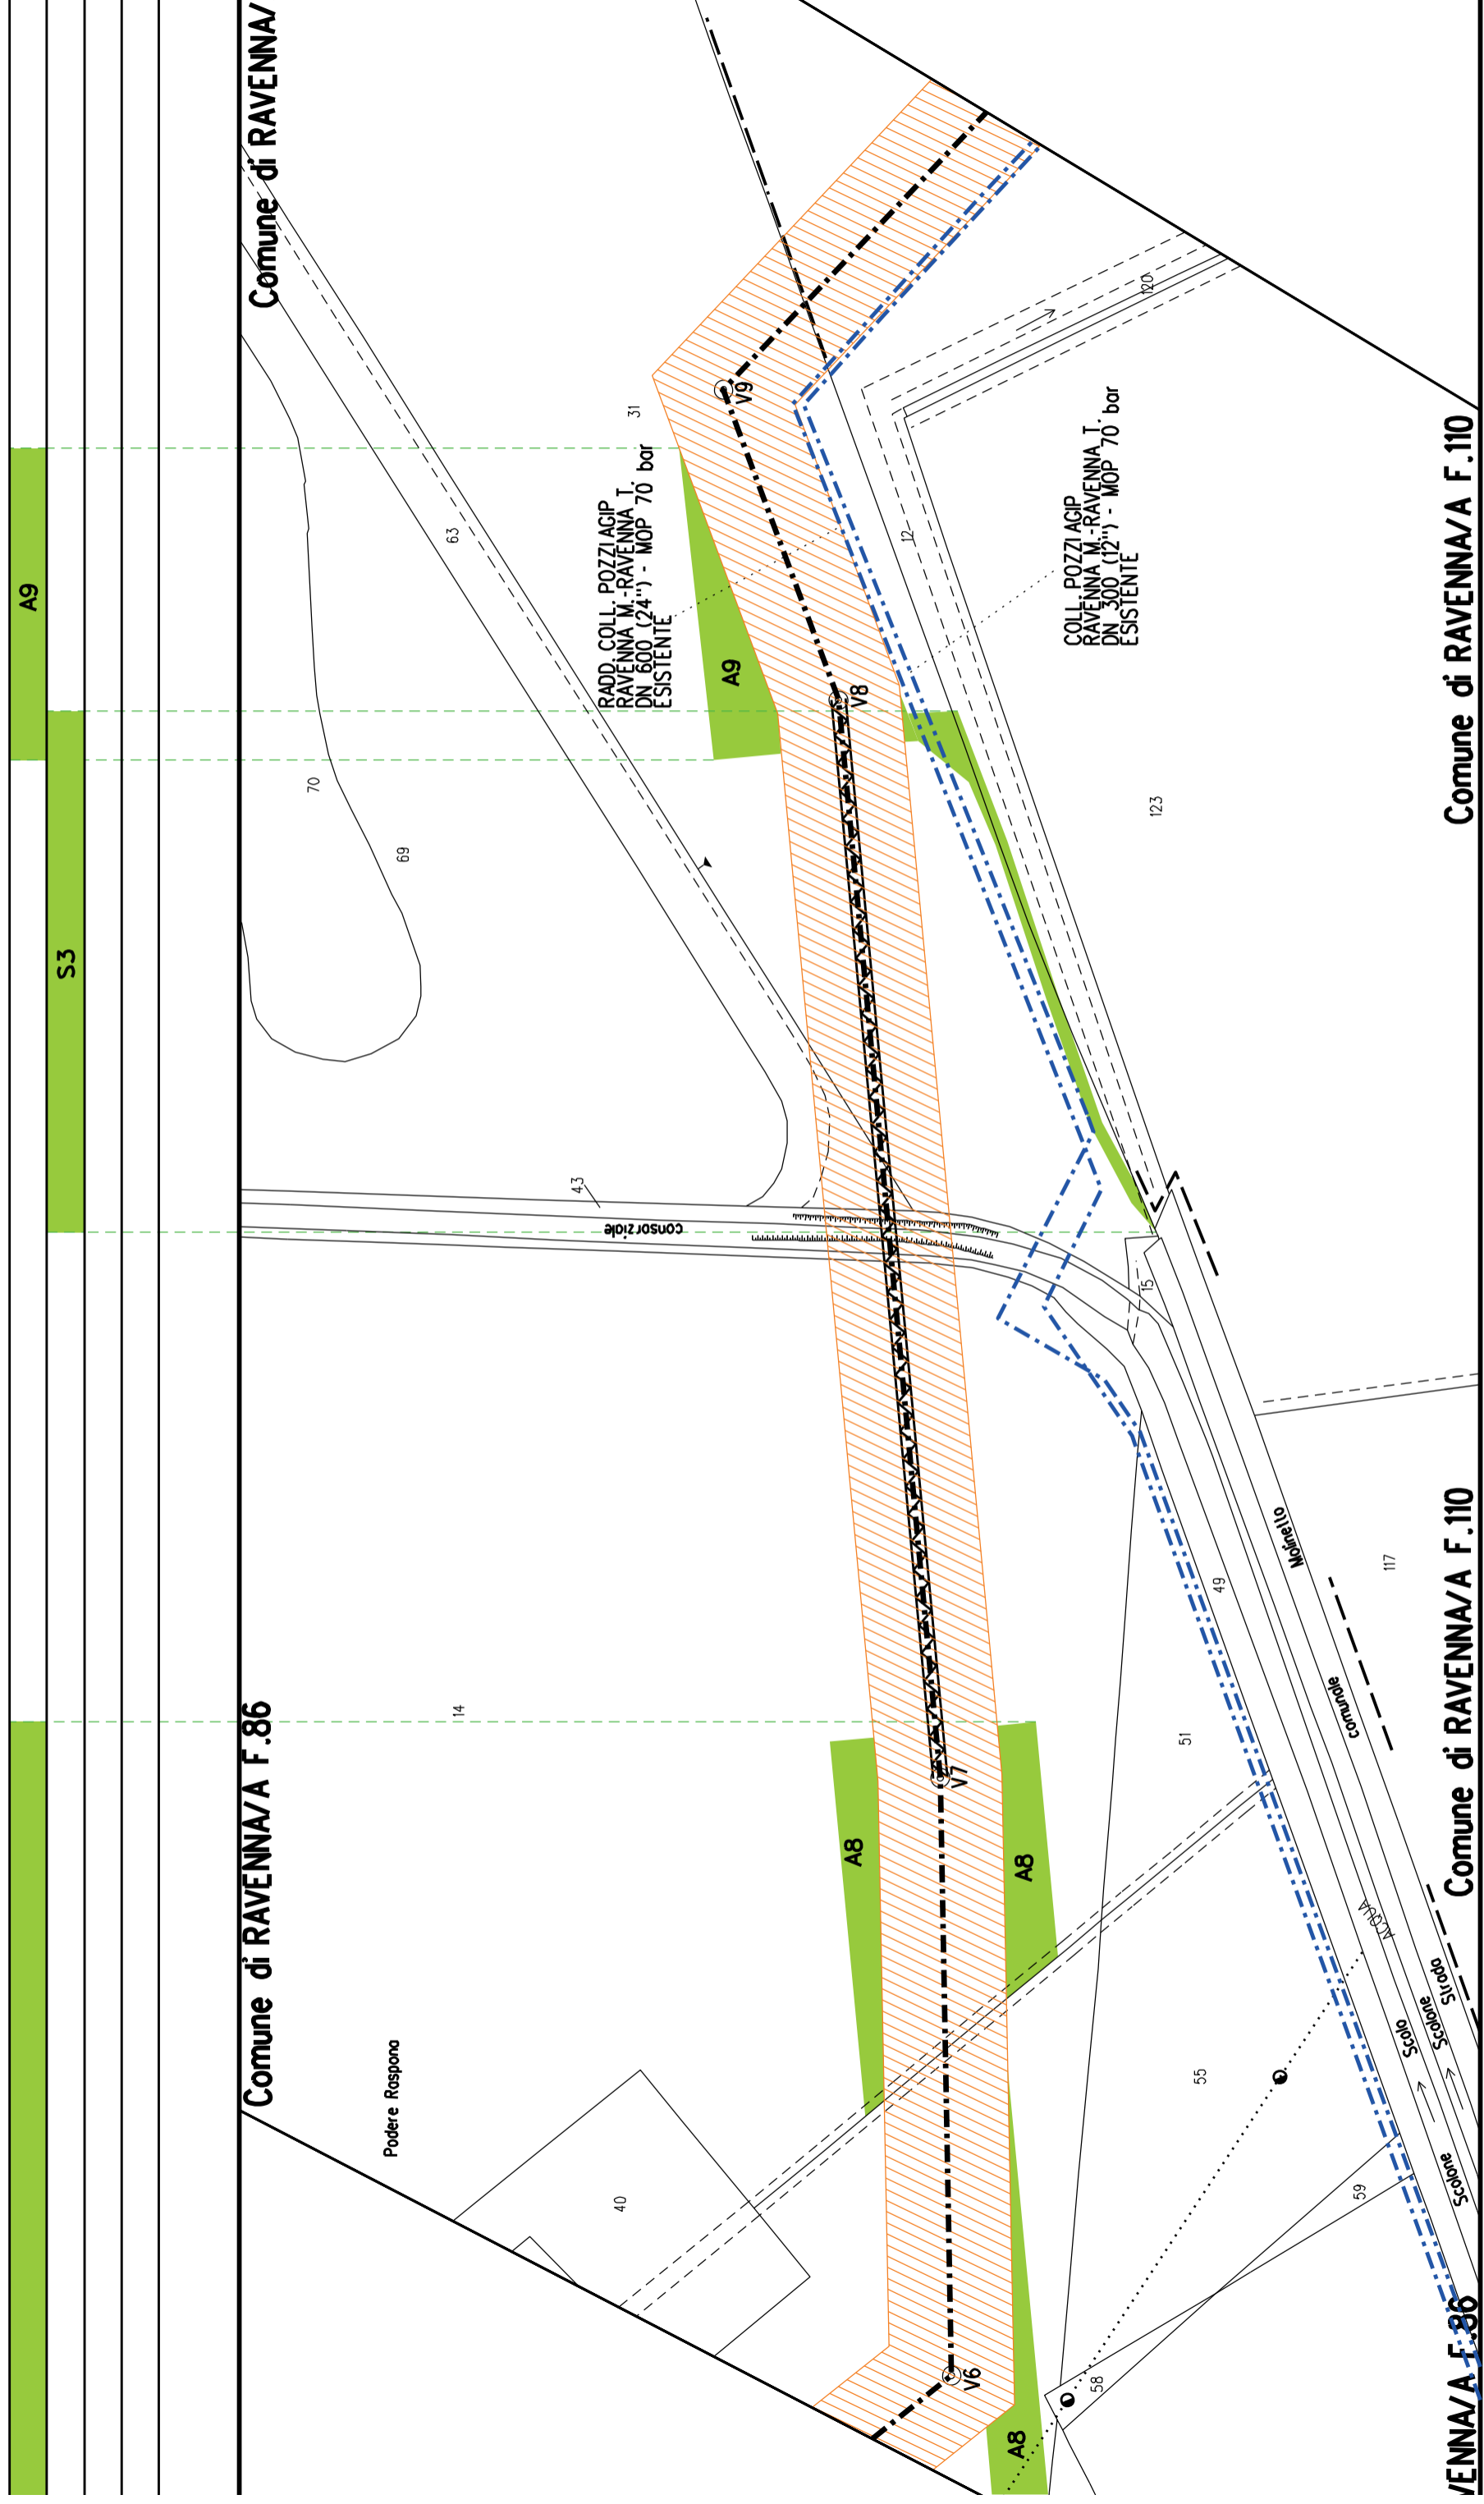 Comune di RAVENNA/
A9
S3
63
31
RADD. COLL. POZZI AGIP
RAVENNA M.-RAVENNA T.
DN 600 (24") - MOP 70 bar
ESISTENTE
COLL. POZZI AGIP
RAVENNA M.-RAVENNA T.
DN 300 (12") - MOP 70 bar
ESISTENTE
V9
V8
A9
12
120
123
70
69
43
consorziale
15
Comune di RAVENNA/A F.110
Comune di RAVENNA/A F.86
14
Podere Raspona
40
A8
A8
A8
V7
V6
49
51
55
58
59
117
Molinetto
comunale
Strada
Scolone
Scolo
Scolone
ACQUA
Comune di RAVENNA/A F.110
VENNA/A F.86